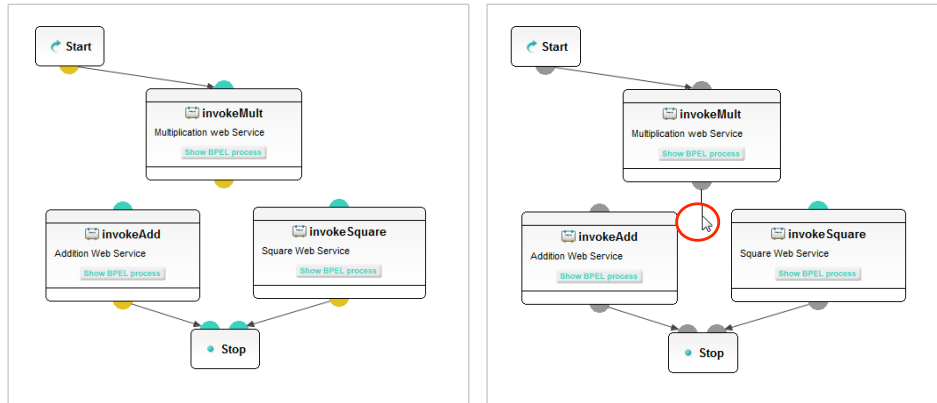 Start
invokeMult
Multiplication web Service
Show BPEL process
invokeAdd
Addition Web Service
Show BPEL process
invokeSquare
Square Web Service
Show BPEL process
Stop
Start
invokeMult
Multiplication web Service
Show BPEL process
invokeAdd
Addition Web Service
Show BPEL process
invokeSquare
Square Web Service
Show BPEL process
Stop